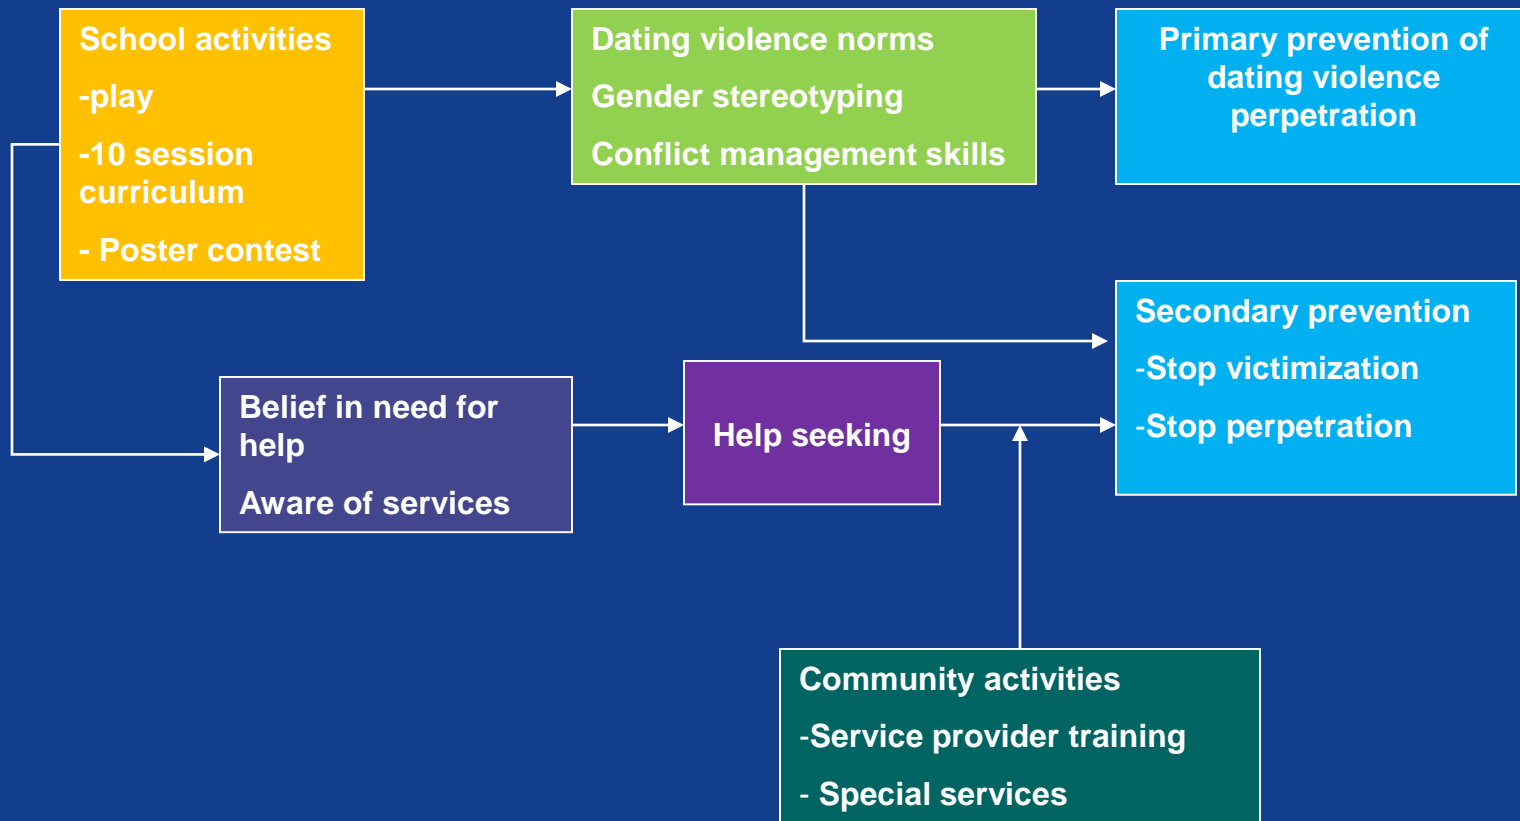 School activities
-play
-10 session
curriculum
- Poster contest
Dating violence norms
Gender stereotyping
Conflict management skills
Primary prevention of
dating violence
perpetration
Secondary prevention
-Stop victimization
-Stop perpetration
Belief in need for
help
Aware of services
Help seeking
Community activities
-Service provider training
- Special services